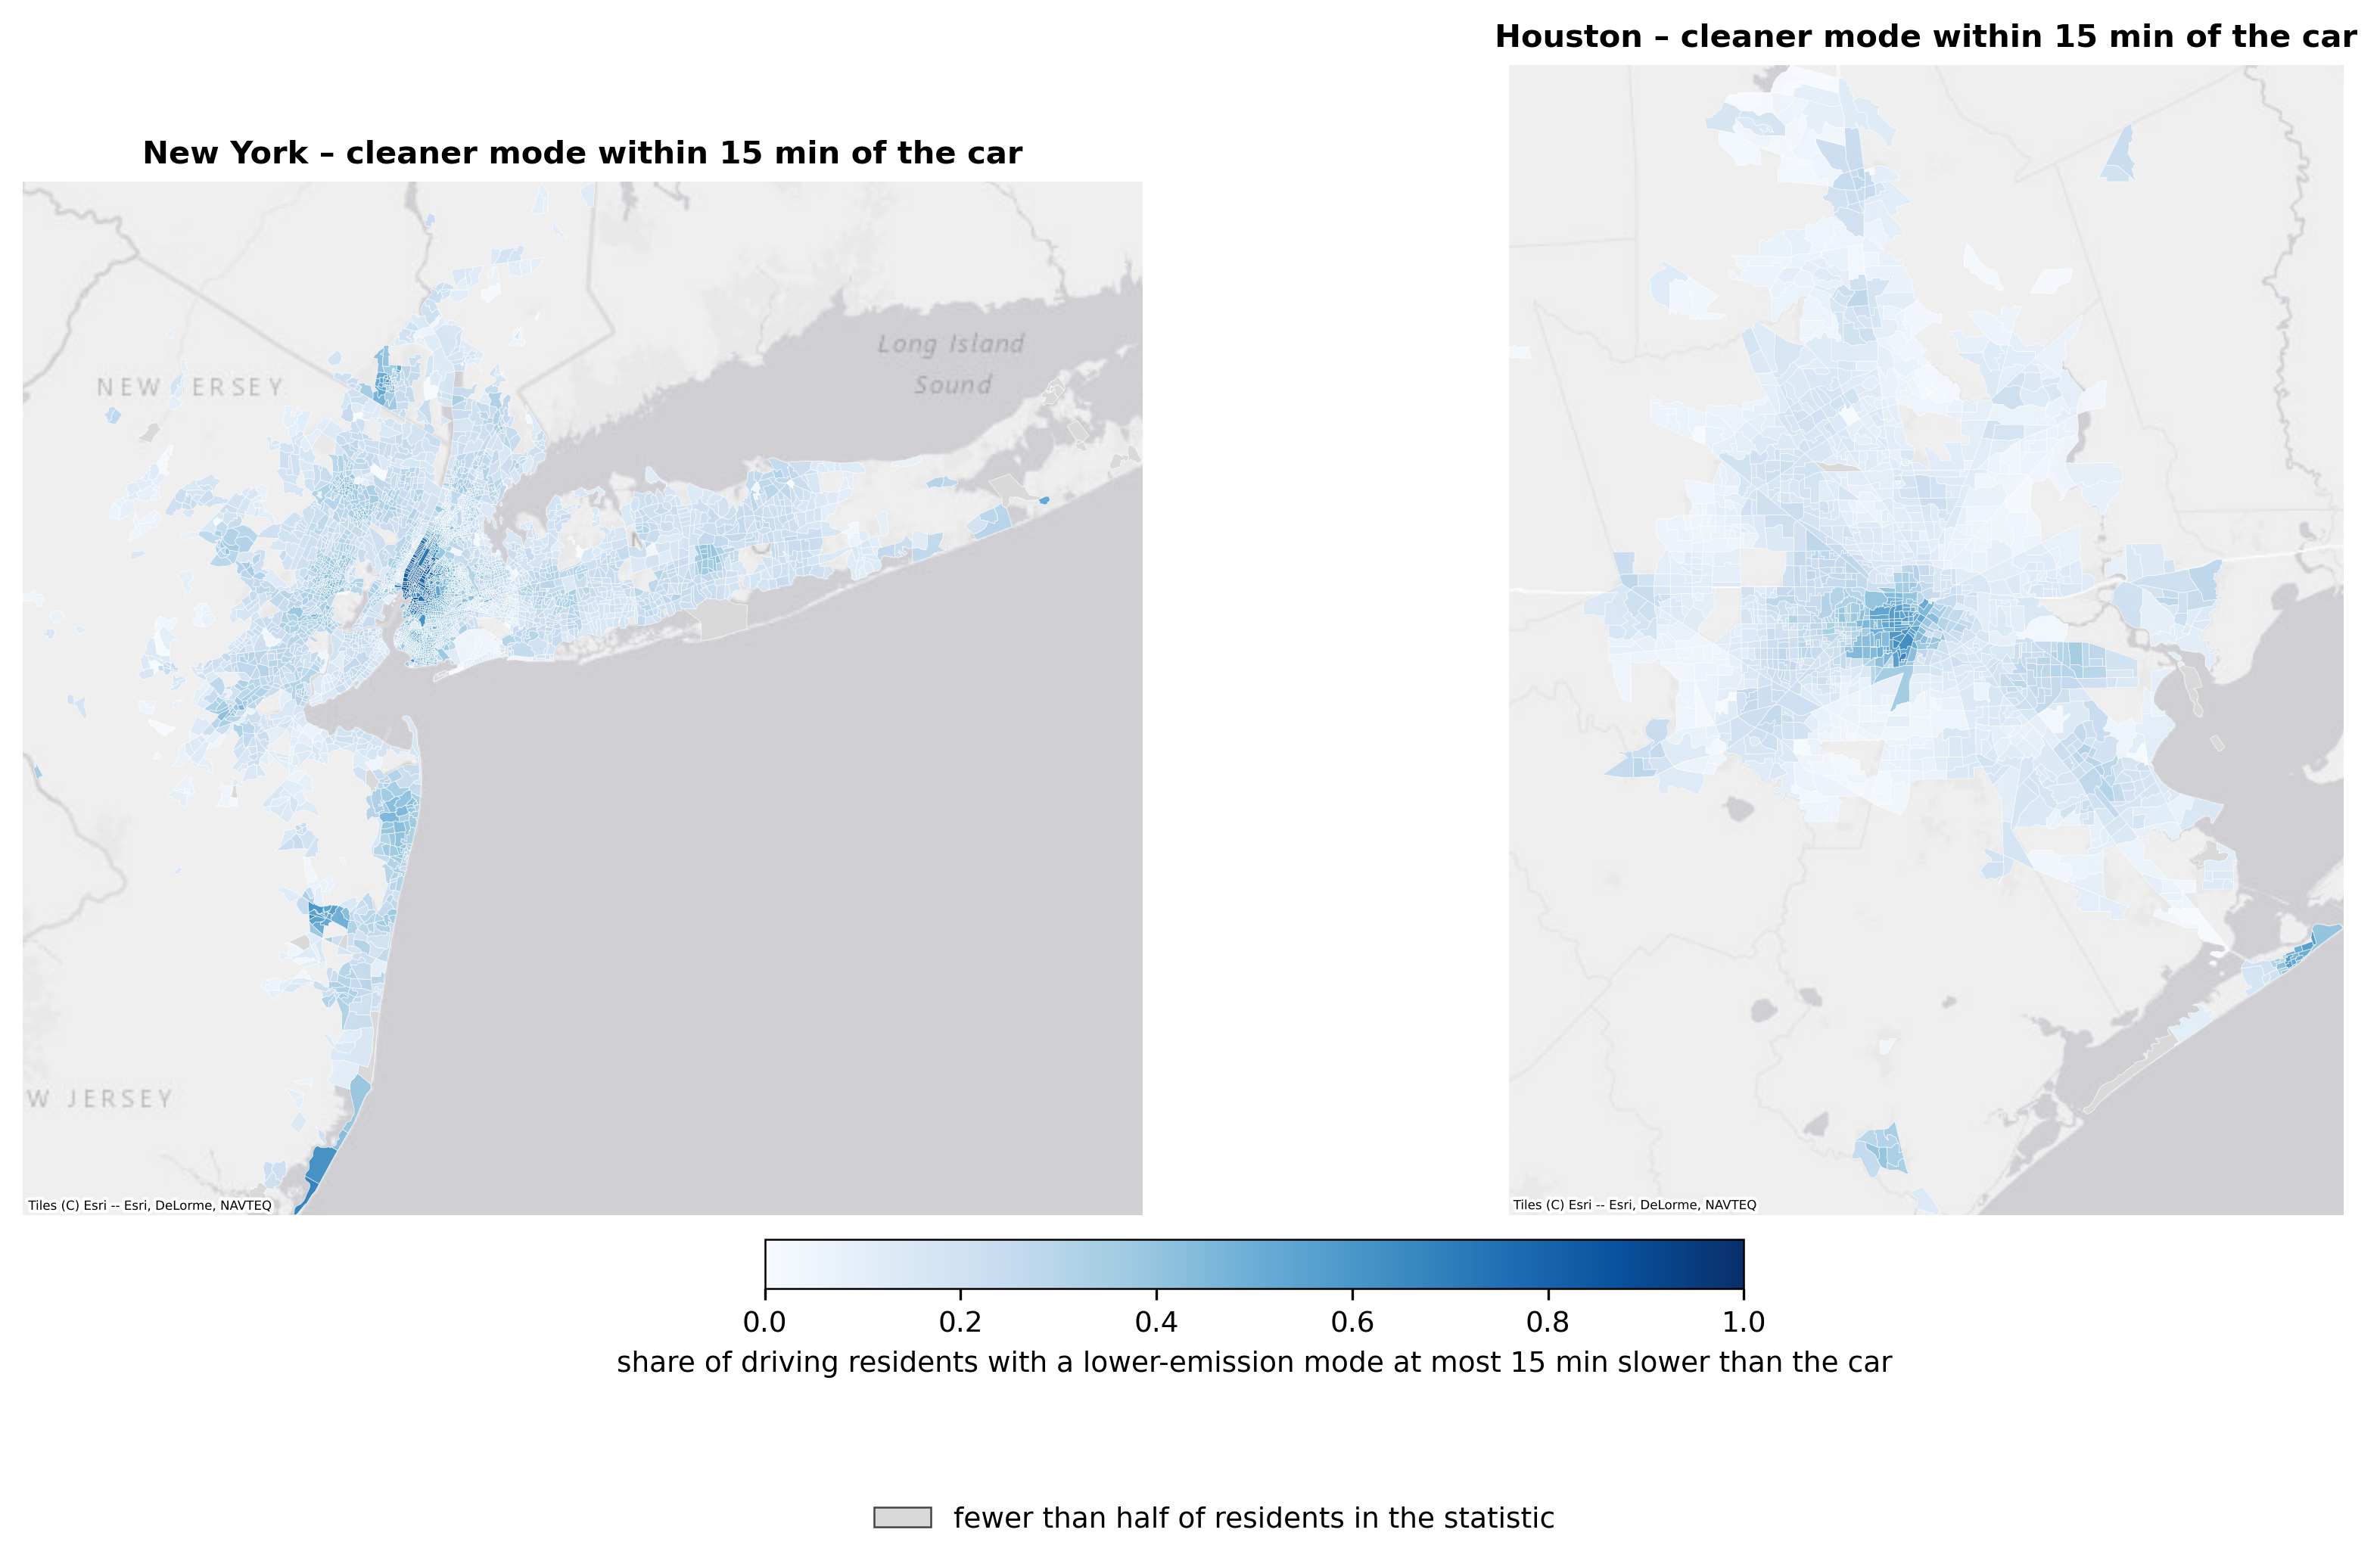 Houston – cleaner mode within 15 min of the car
New York – cleaner mode within 15 min of the car
Long Island
Sound
NEW JERSEY
W JERSEY
Tiles (C) Esri -- Esri, DeLorme, NAVTEQ
Tiles (C) Esri -- Esri, DeLorme, NAVTEQ
0.0 0.2 0.4 0.6 0.8 1.0
share of driving residents with a lower-emission mode at most 15 min slower than the car
fewer than half of residents in the statistic